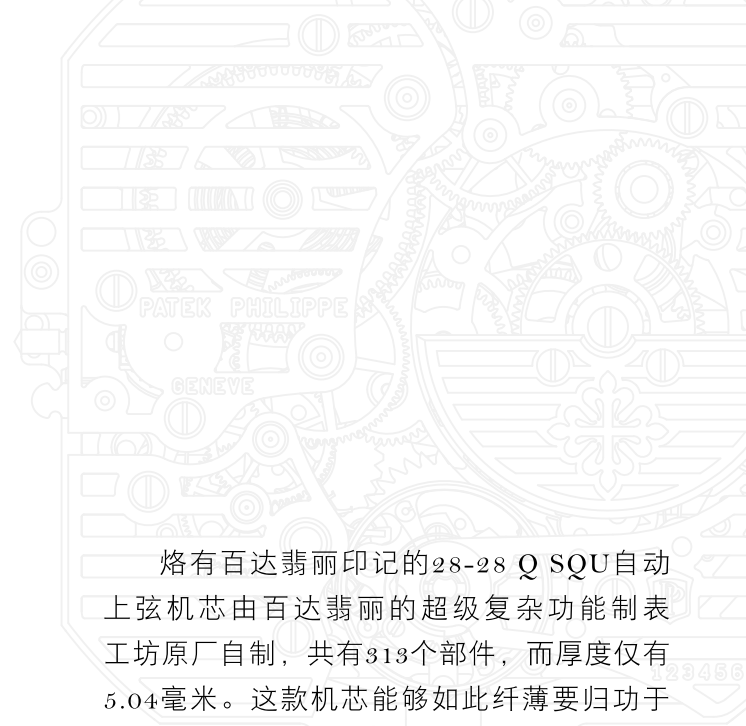 PATEK PHILIPPE
GENEVE
烙有百达翡丽印记的28-28 Q SQU自动
上弦机芯由百达翡丽的超级复杂功能制表
工坊原厂自制，共有313个部件，而厚度仅有
123456
5.04毫米。这款机芯能够如此纤薄要归功于